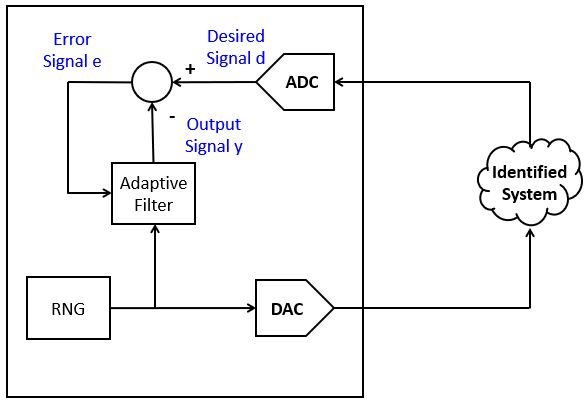 Error
Signal e
Desired
Signal d
+
ADC
-
Output
Signal y
Identified
System
Adaptive
Filter
RNG
DAC